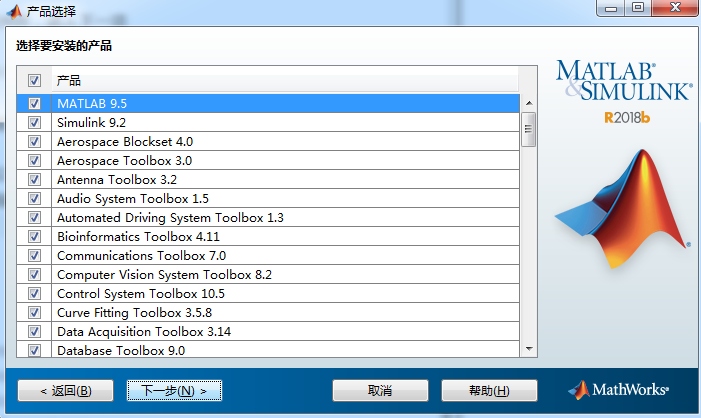 产品选择
选择要安装的产品
产品
MATLAB 9.5
Simulink 9.2
Aerospace Blockset 4.0
Aerospace Toolbox 3.0
Antenna Toolbox 3.2
Audio System Toolbox 1.5
Automated Driving System Toolbox 1.3
Bioinformatics Toolbox 4.11
Communications Toolbox 7.0
Computer Vision System Toolbox 8.2
Control System Toolbox 10.5
Curve Fitting Toolbox 3.5.8
Data Acquisition Toolbox 3.14
Database Toolbox 9.0
MATLAB®
&SIMULINK®
R2018b
®
< 返回(B)
下一步(N) >
取消
帮助(H)
MathWorks®